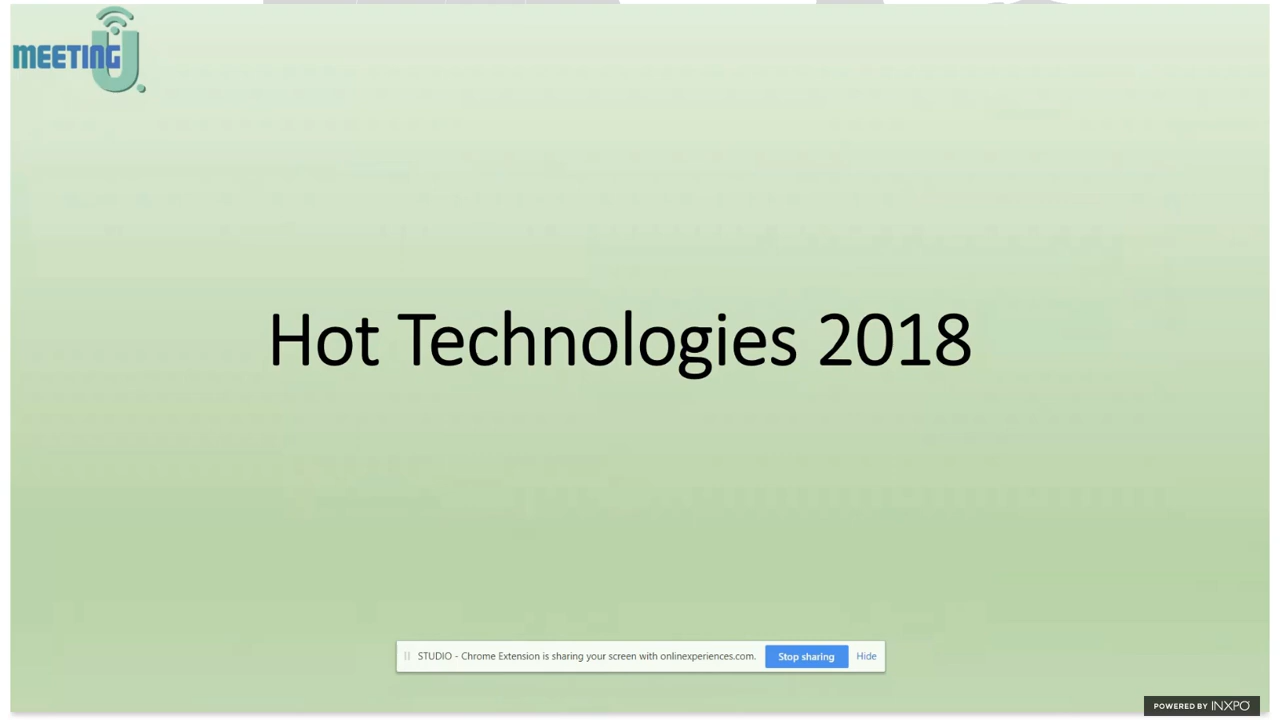 MEETING U.
Hot Technologies 2018
STUDIO - Chrome Extension is sharing your screen with onlinexperiences.com. Stop sharing Hide
POWERED BY INXPO